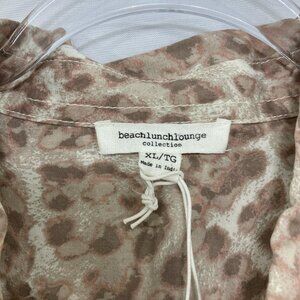 beachlunchlounge
collection
XL/TG
Made in India